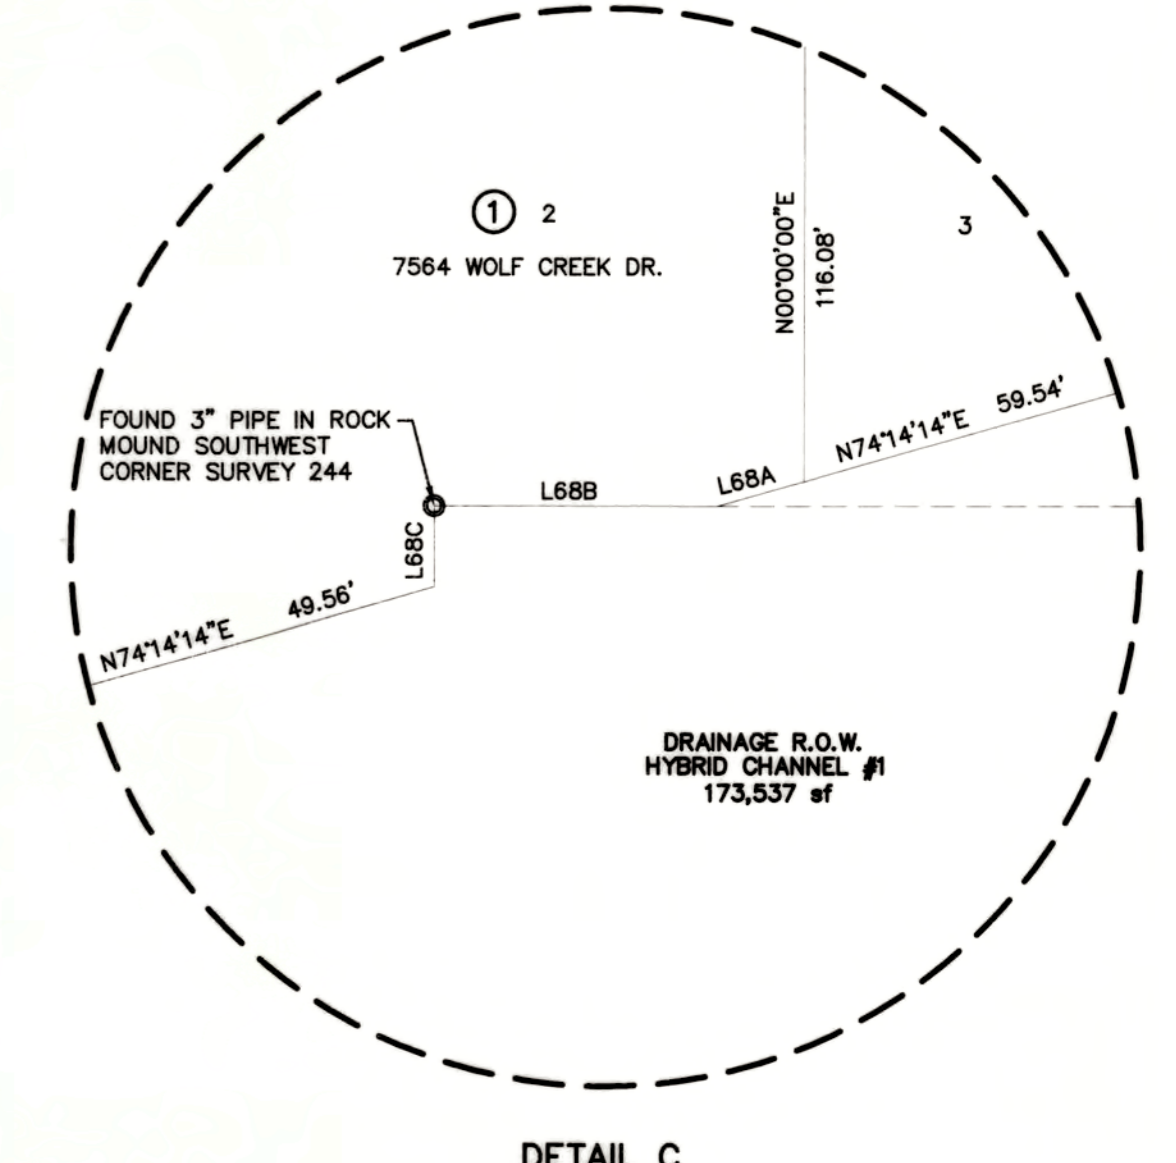 1 2
7564 WOLF CREEK DR.
N00°00'00"E
116.08'
3
FOUND 3" PIPE IN ROCK
MOUND SOUTHWEST
CORNER SURVEY 244
N74°14'14"E 59.54'
L68A
L68B
L68C
N74°14'14"E 49.56'
DRAINAGE R.O.W.
HYBRID CHANNEL #1
173,537 sf
DETAIL C